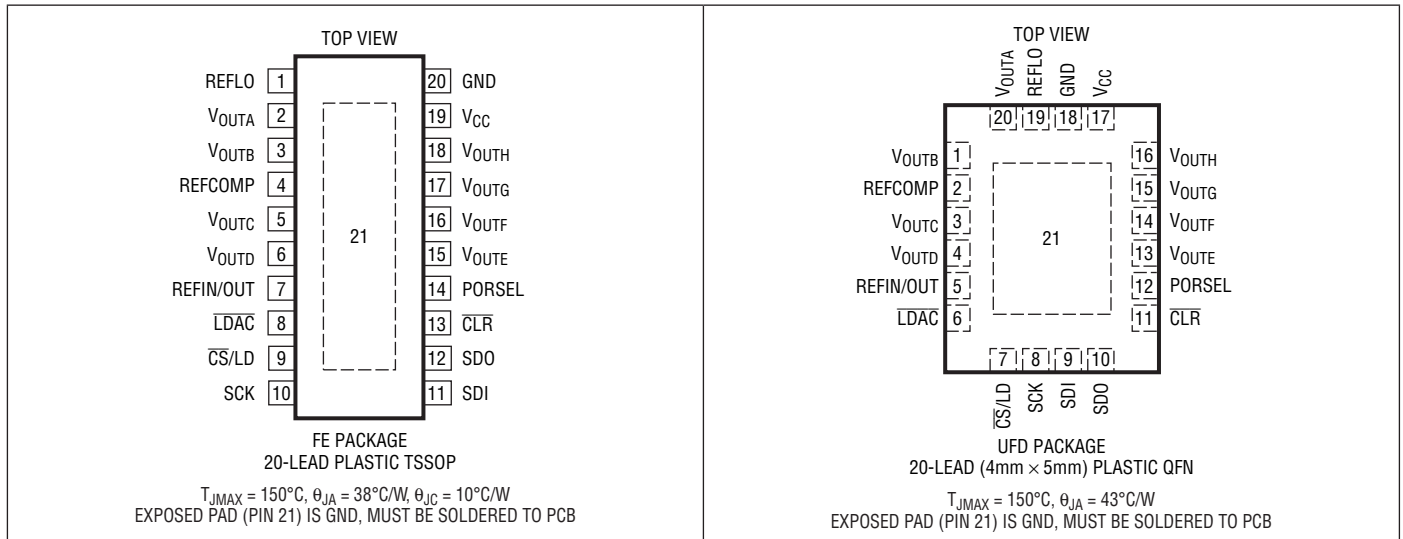 TOP VIEW
REFLO 1 20 GND
VOUTA 2 19 VCC
VOUTB 3 18 VOUTH
REFCOMP 4 17 VOUTG
VOUTC 5 16 VOUTF
VOUTD 6 15 VOUTE
REFIN/OUT 7 14 PORSEL
LDAC 8 13 CLR
CS/LD 9 12 SDO
SCK 10 11 SDI
21
FE PACKAGE
20-LEAD PLASTIC TSSOP
TJMAX = 150°C, θJA = 38°C/W, θJC = 10°C/W
EXPOSED PAD (PIN 21) IS GND, MUST BE SOLDERED TO PCB
TOP VIEW
VOUTA REFLO GND VCC
20 19 18 17
VOUTB 1 16 VOUTH
REFCOMP 2 15 VOUTG
VOUTC 3 14 VOUTF
VOUTD 4 13 VOUTE
REFIN/OUT 5 12 PORSEL
LDAC 6 11 CLR
21
7 8 9 10
CS/LD SCK SDI SDO
UFD PACKAGE
20-LEAD (4mm × 5mm) PLASTIC QFN
TJMAX = 150°C, θJA = 43°C/W
EXPOSED PAD (PIN 21) IS GND, MUST BE SOLDERED TO PCB